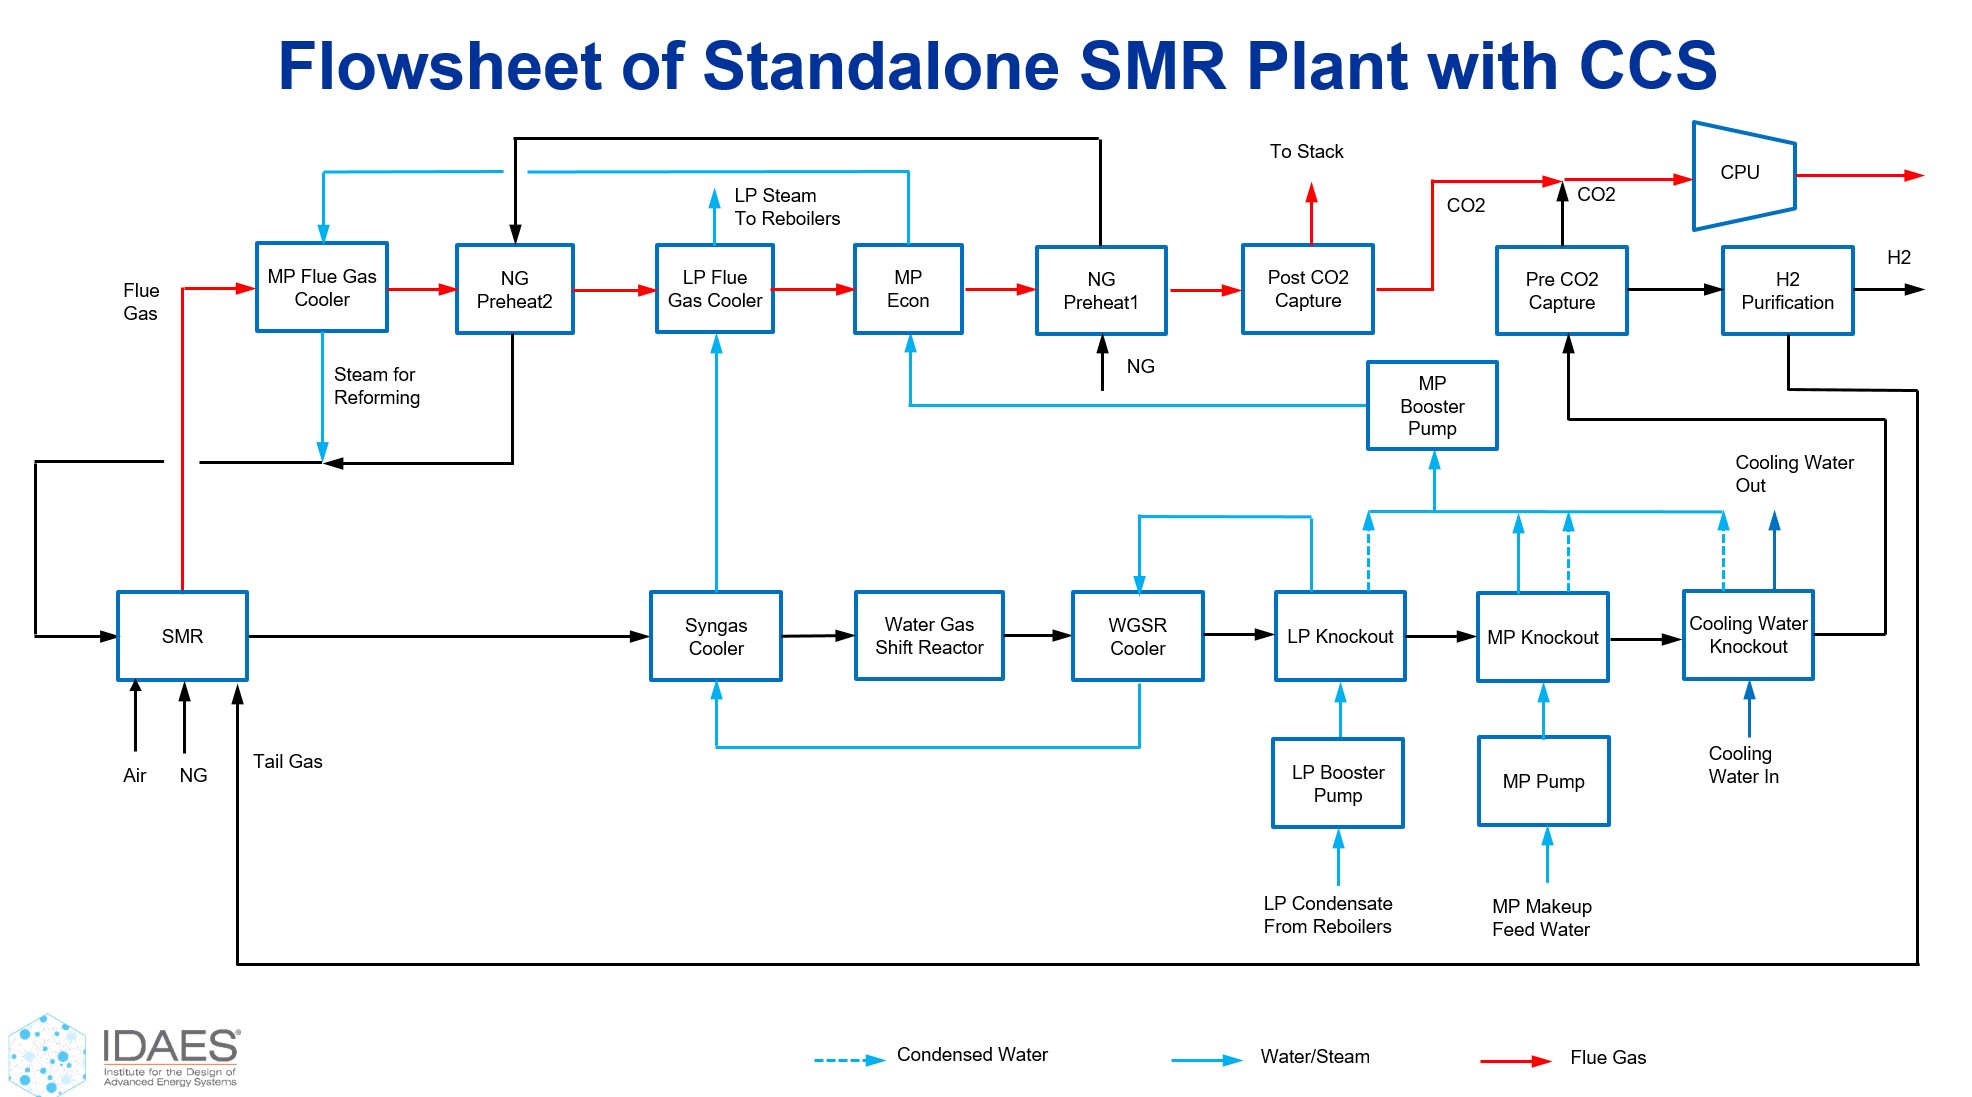 Flowsheet of Standalone SMR Plant with CCS
To Stack
CPU
CO2
CO2
LP Steam
To Reboilers
H2
Flue
Gas
MP Flue Gas
Cooler
NG
Preheat2
LP Flue
Gas Cooler
MP
Econ
NG
Preheat1
Post CO2
Capture
Pre CO2
Capture
H2
Purification
Steam for
Reforming
NG
MP
Booster
Pump
Cooling Water
Out
SMR
Syngas
Cooler
Water Gas
Shift Reactor
WGSR
Cooler
LP Knockout
MP Knockout
Cooling Water
Knockout
Air
NG
Tail Gas
LP Booster
Pump
MP Pump
Cooling
Water In
LP Condensate
From Reboilers
MP Makeup
Feed Water
IDAES®
Institute for the Design of
Advanced Energy Systems
Condensed Water
Water/Steam
Flue Gas